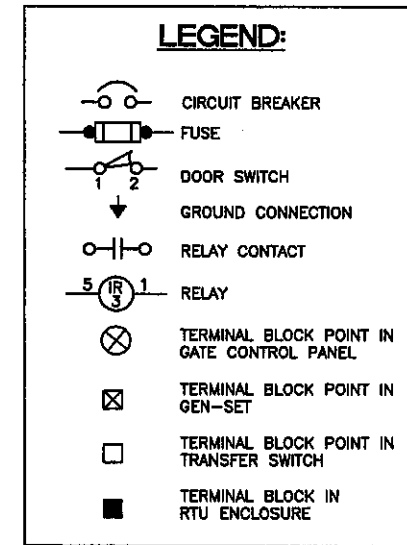 LEGEND:
CIRCUIT BREAKER
FUSE
1 2 DOOR SWITCH
GROUND CONNECTION
RELAY CONTACT
5 IR 3 1 RELAY
TERMINAL BLOCK POINT IN
GATE CONTROL PANEL
TERMINAL BLOCK POINT IN
GEN-SET
TERMINAL BLOCK POINT IN
TRANSFER SWITCH
TERMINAL BLOCK IN
RTU ENCLOSURE